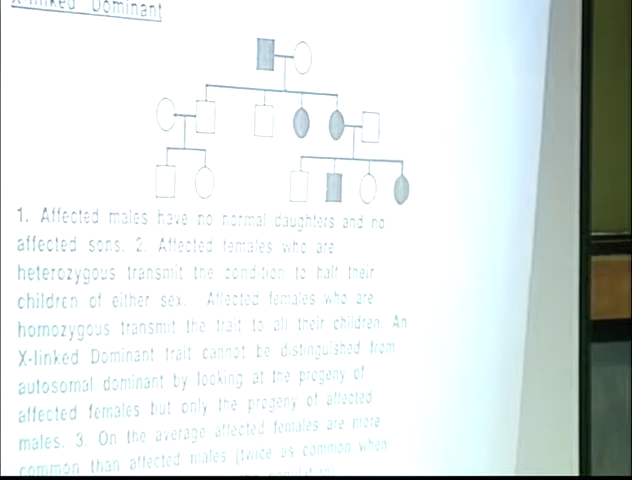 X-linked Dominant
1. Affected males have no normal daughters and no
affected sons. 2. Affected females who are
heterozygous transmit the condition to half their
children of either sex. Affected females who are
homozygous transmit the trait to all their children. An
X-linked Dominant trait cannot be distinguished from
autosomal dominant by looking at the progeny of
affected females but only the progeny of affected
males. 3. On the average affected females are more
common than affected males (twice as common when